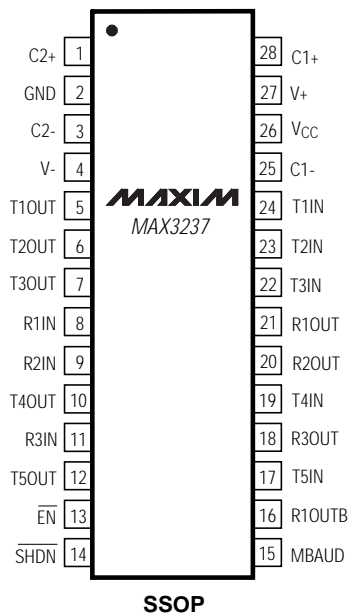 C2+ 1 28 C1+
GND 2 27 V+
C2- 3 26 VCC
V- 4 25 C1-
MAXIM
T1OUT 5 24 T1IN
MAX3237
T2OUT 6 23 T2IN
T3OUT 7 22 T3IN
R1IN 8 21 R1OUT
R2IN 9 20 R2OUT
T4OUT 10 19 T4IN
R3IN 11 18 R3OUT
T5OUT 12 17 T5IN
E̅N̅ 13 16 R1OUTB
S̅H̅D̅N̅ 14 15 MBAUD
SSOP